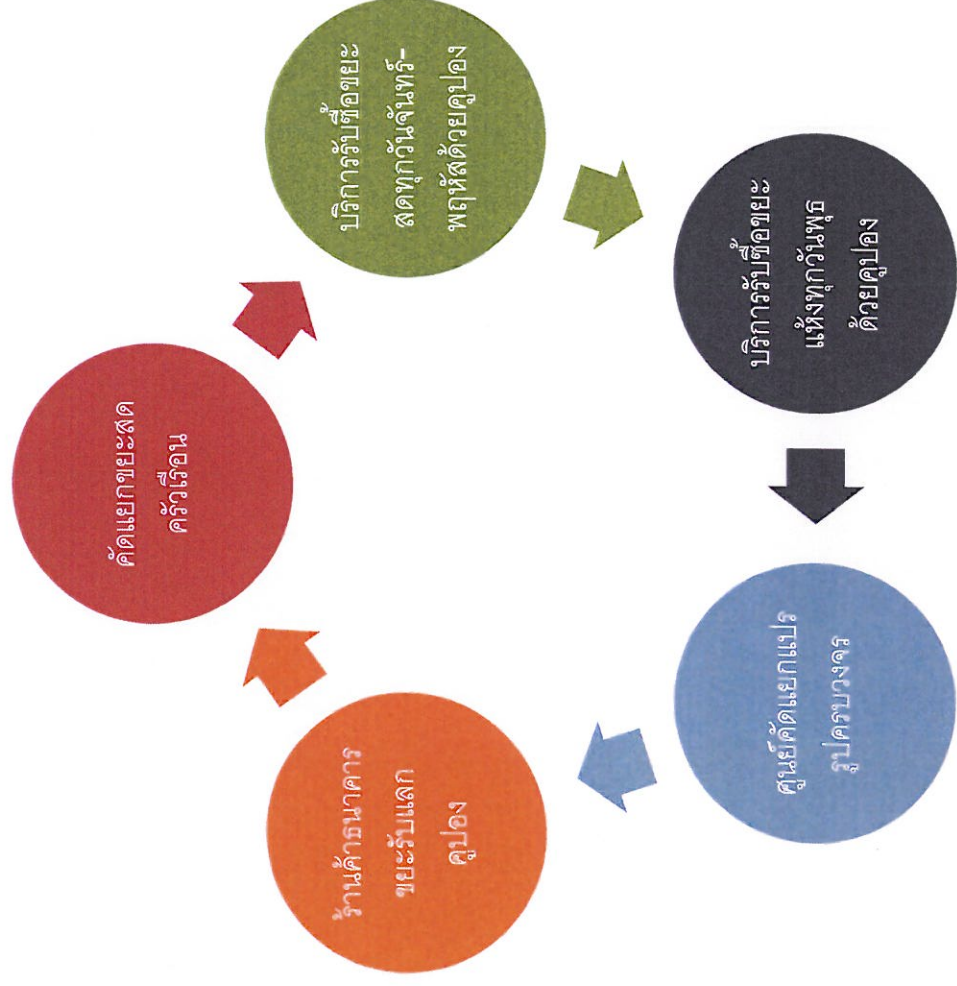 คัดแยกขยะสด
ครัวเรือน
บริการรับซื้อขยะ
สดทุกวันจันทร์-
พฤหัสด้วยคูปอง
บริการรับซื้อขยะ
แห้งทุกวันพุธ
ด้วยคูปอง
ศูนย์คัดแยกแปร
รูปครบวงจร
ร้านค้าธนาคาร
ขยะรับแลก
คูปอง